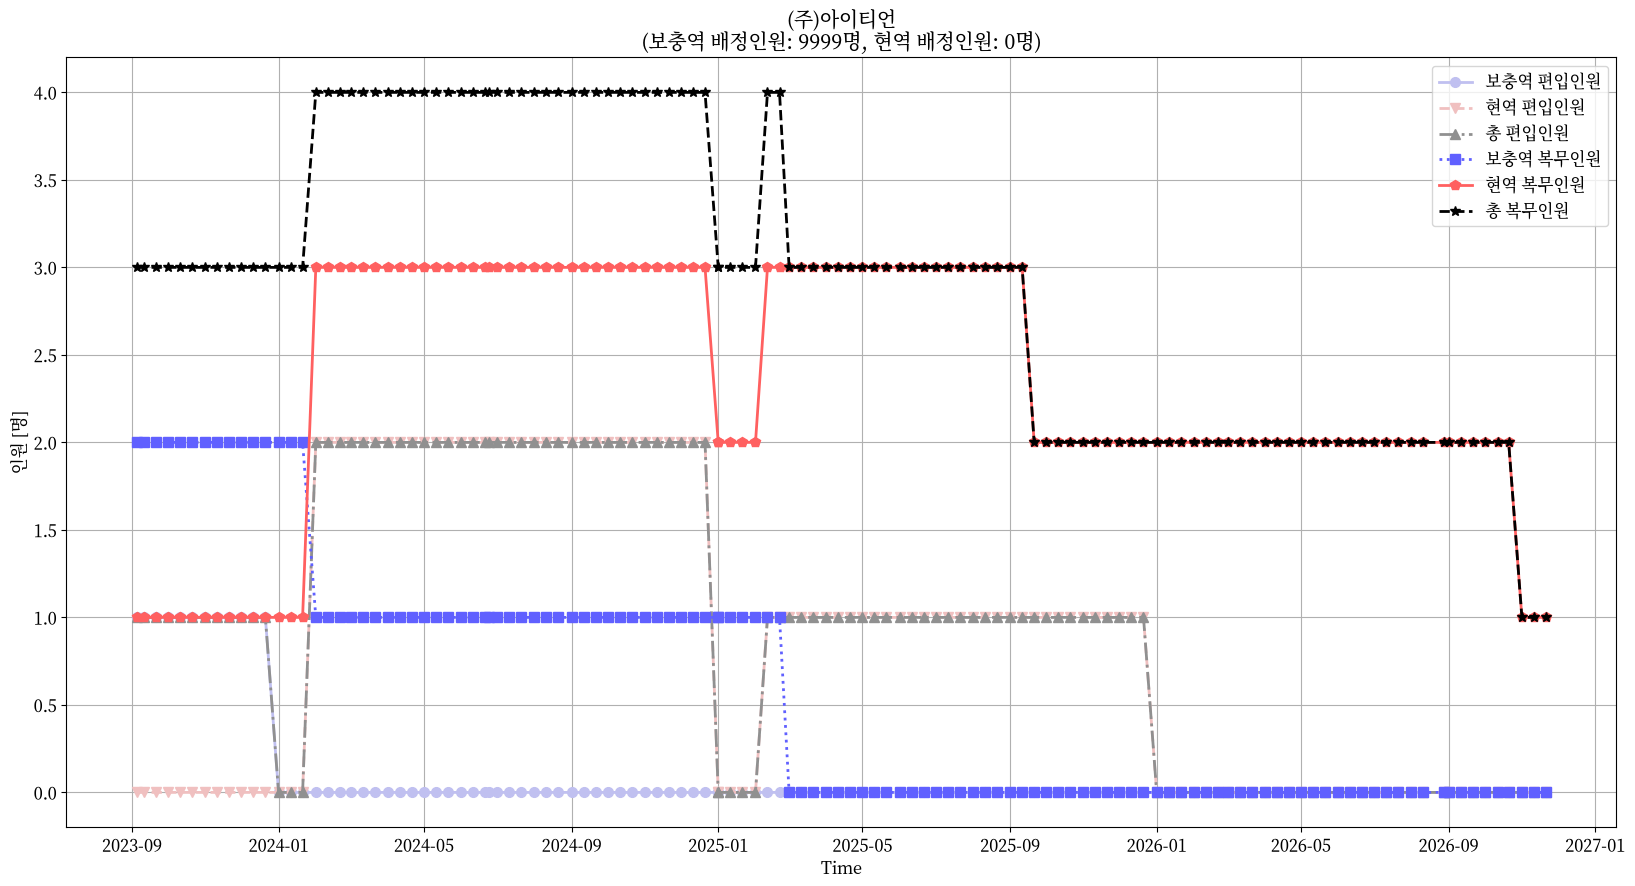 (주)아이티언
(보충역 배정인원: 9999명, 현역 배정인원: 0명)
보충역 편입인원
현역 편입인원
총 편입인원
보충역 복무인원
현역 복무인원
총 복무인원
인원 [명]
4.0
3.5
3.0
2.5
2.0
1.5
1.0
0.5
0.0
2023-09 2024-01 2024-05 2024-09 2025-01 2025-05 2025-09 2026-01 2026-05 2026-09 2027-01
Time